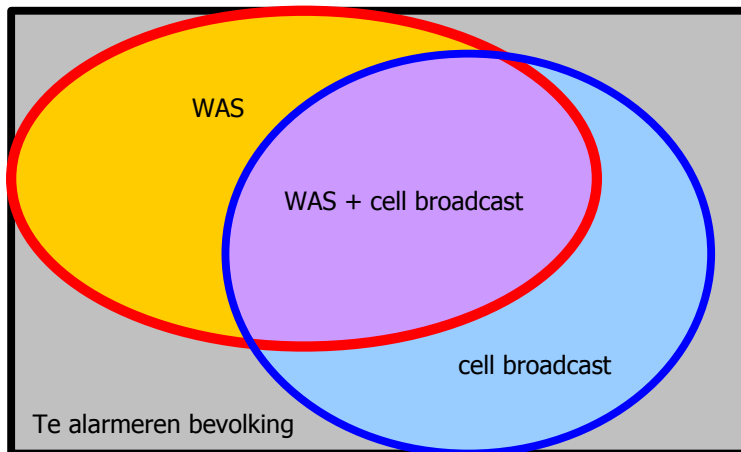 WAS
WAS + cell broadcast
cell broadcast
Te alarmeren bevolking